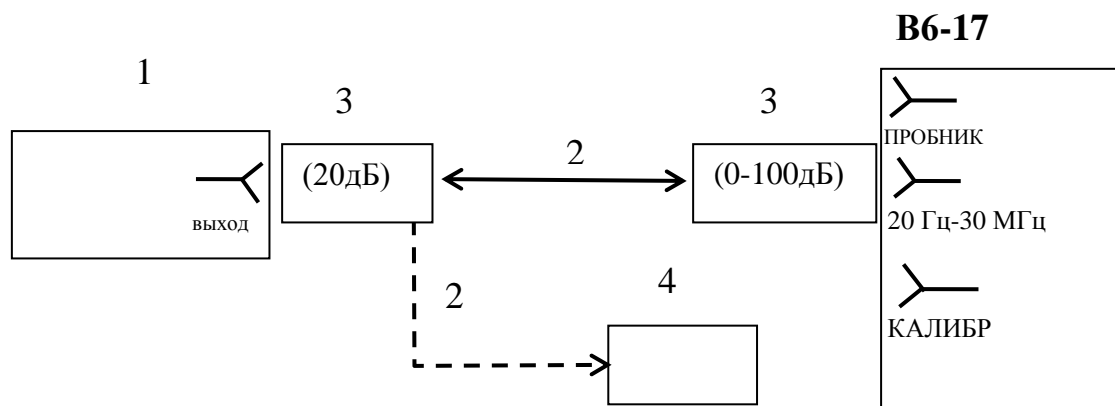 В6-17
1
3
3
ПРОБНИК
(20дБ)
2
(0-100дБ)
выход
20 Гц-30 МГц
2
4
КАЛИБР